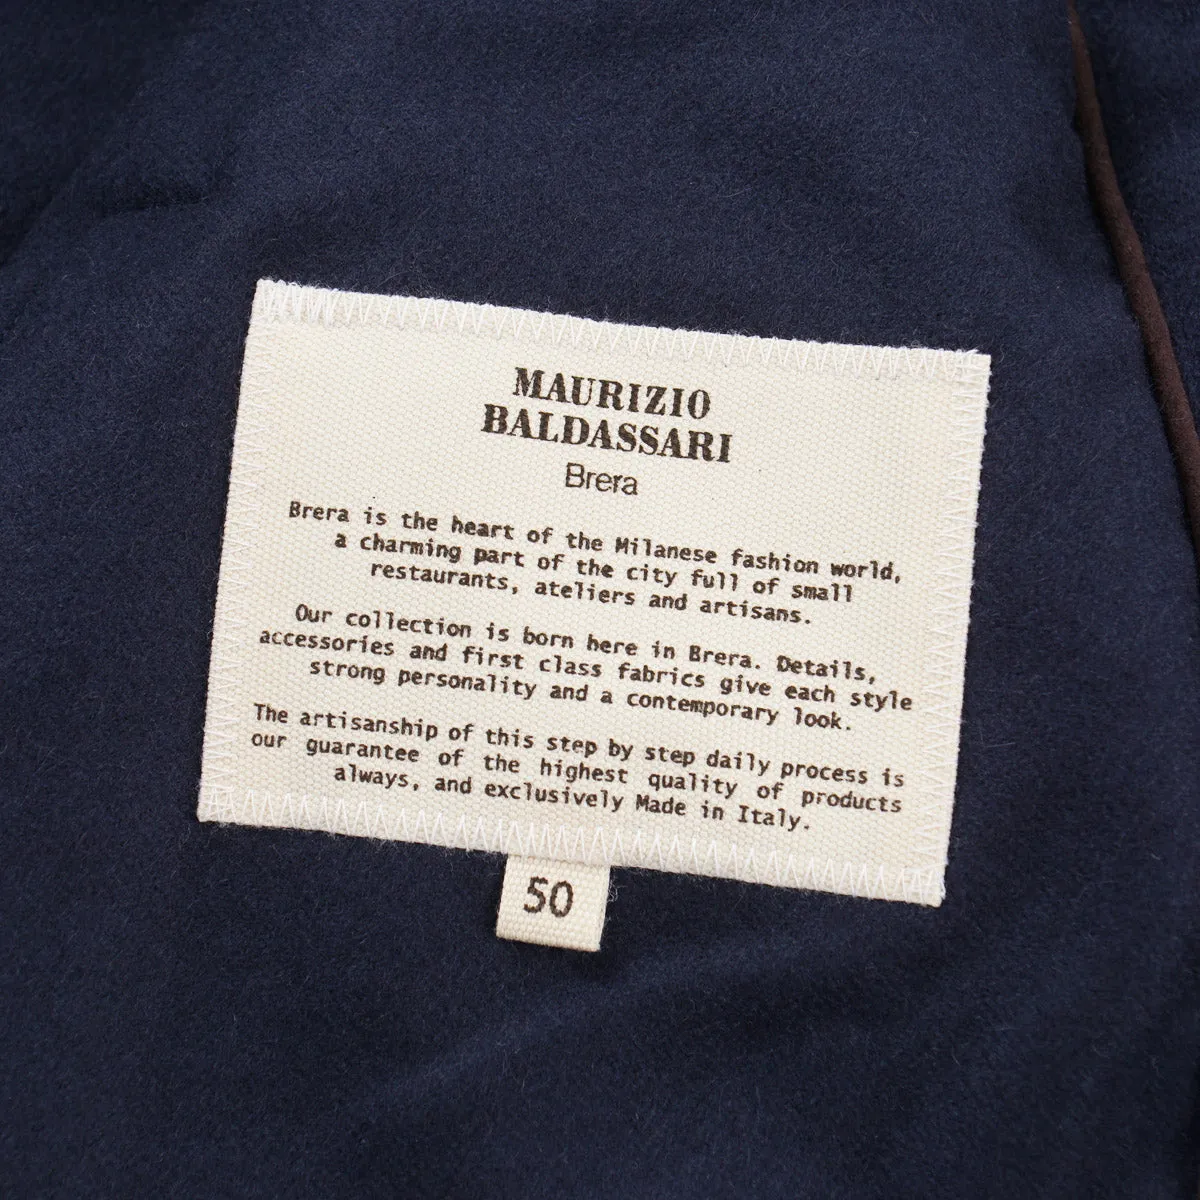 MAURIZIO
BALDASSARI
Brera
Brera is the heart of the Milanese fashion world,
a charming part of the city full of small
restaurants, ateliers and artisans.
Our collection is born here in Brera. Details,
accessories and first class fabrics give each style
strong personality and a contemporary look.
The artisanship of this step by step daily process is
our guarantee of the highest quality of products
always, and exclusively Made in Italy.
50